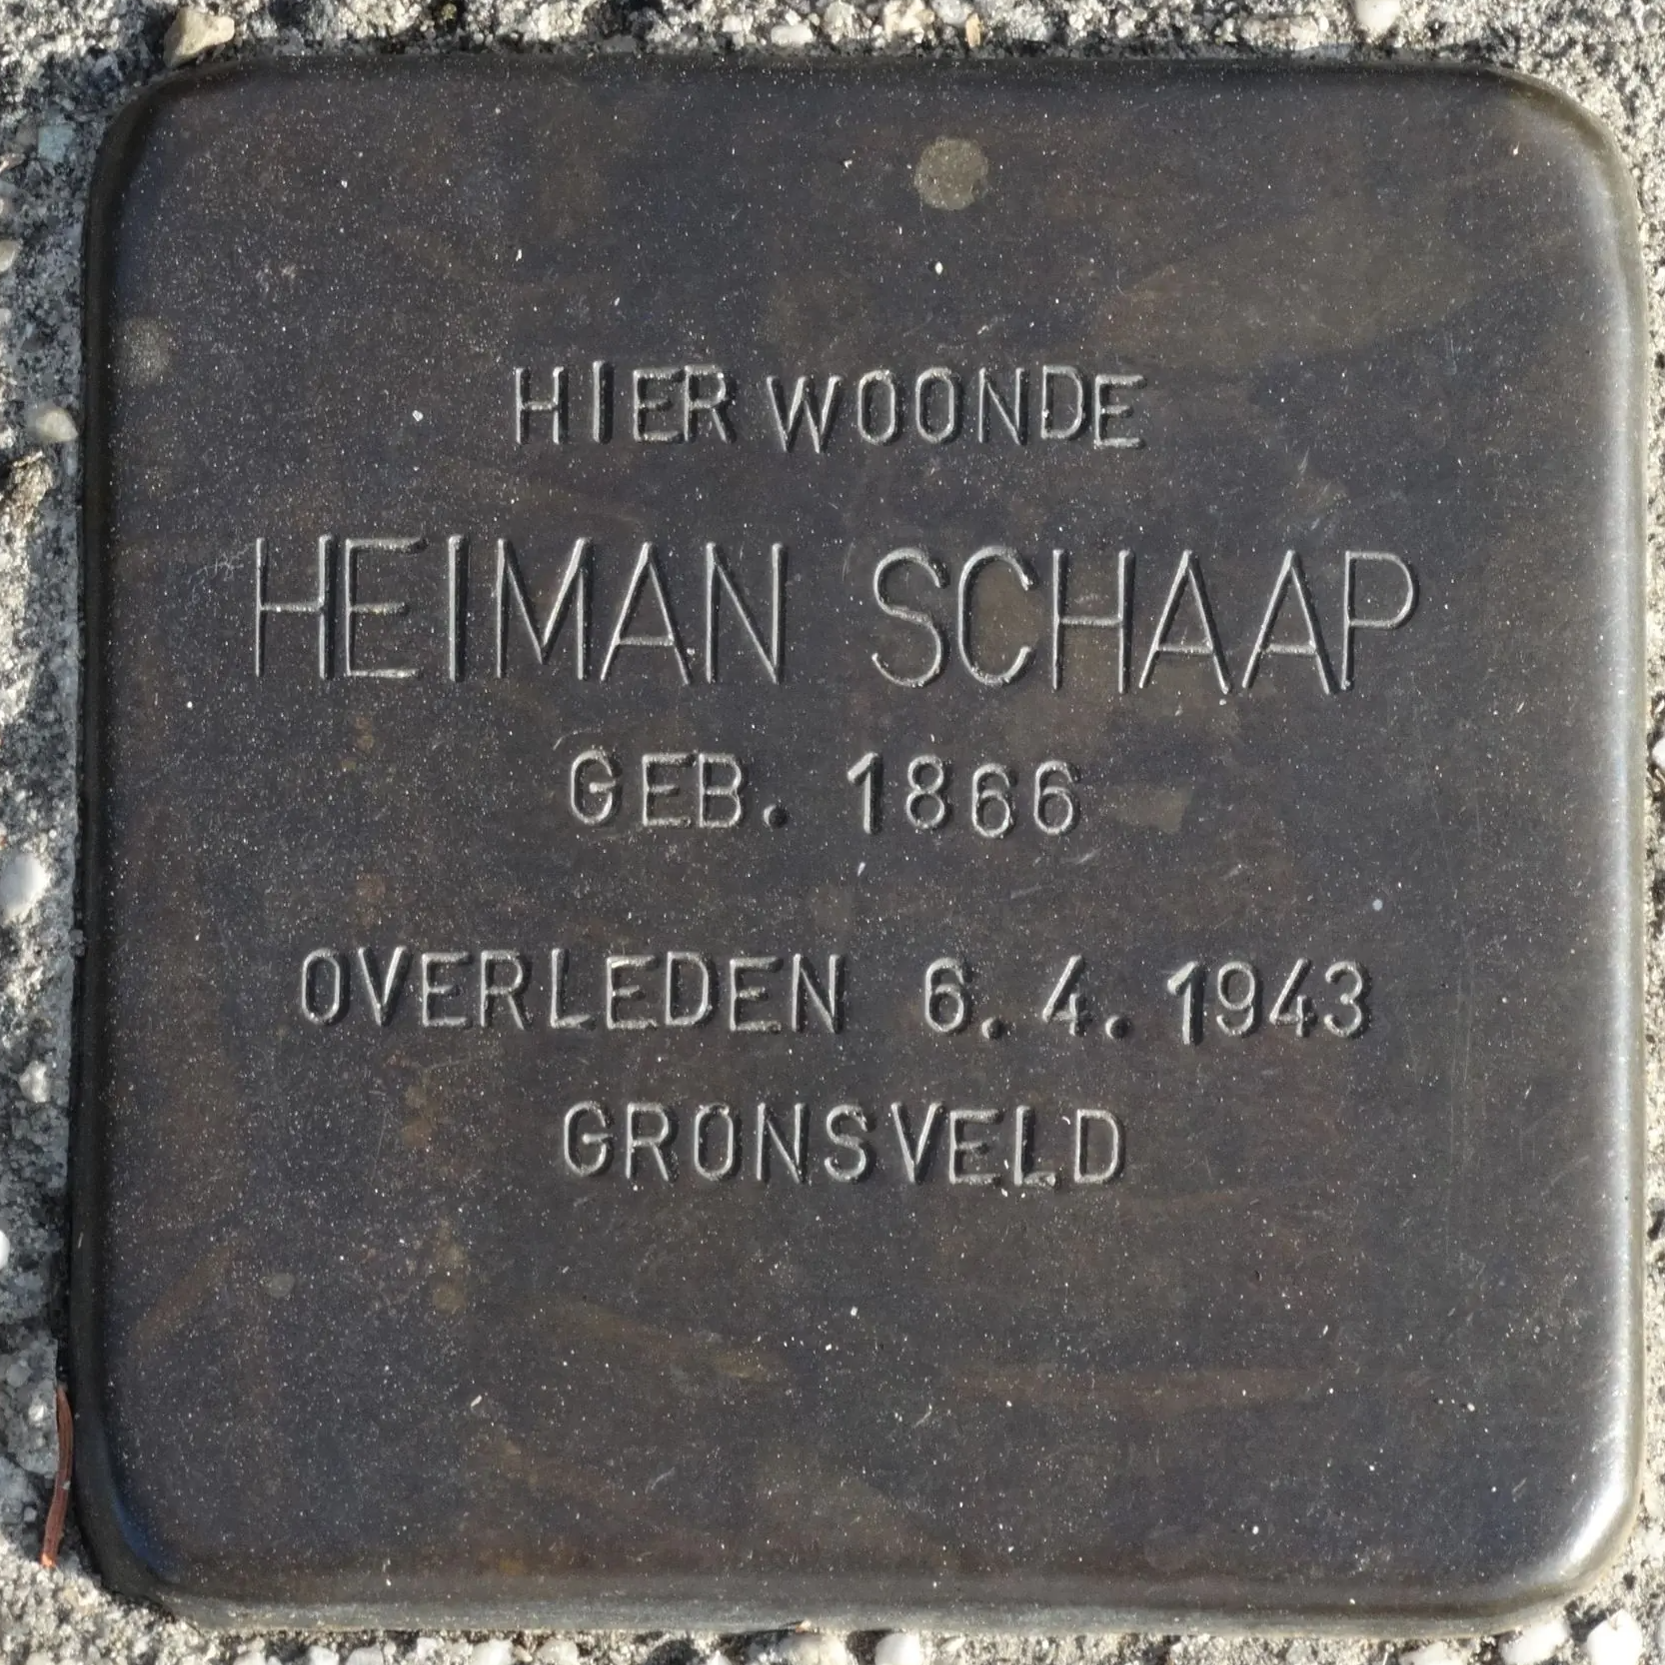 HIER WOONDE
HEIMAN SCHAAP
GEB. 1866
OVERLEDEN 6.4.1943
GRONSVELD